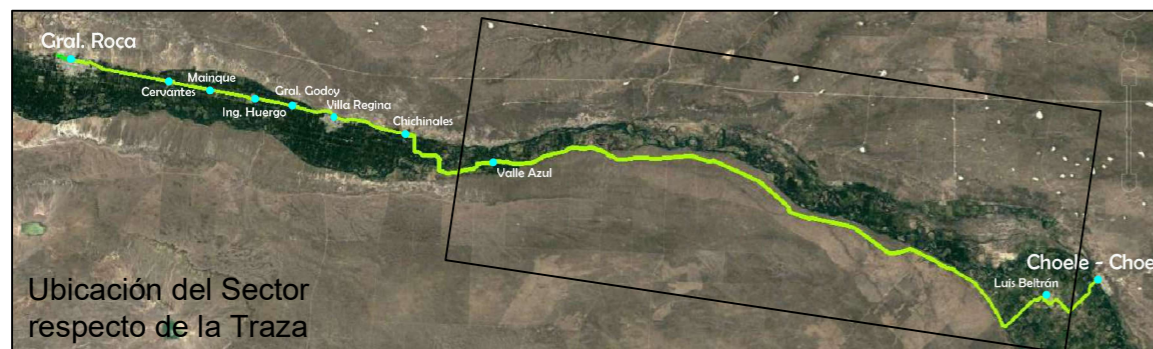 Gral. Roca
Mainque
Cervantes
Gral. Godoy
Ing. Huergo
Villa Regina
Chichinales
Valle Azul
Choele - Choe
Luis Beltrán
Ubicación del Sector
respecto de la Traza